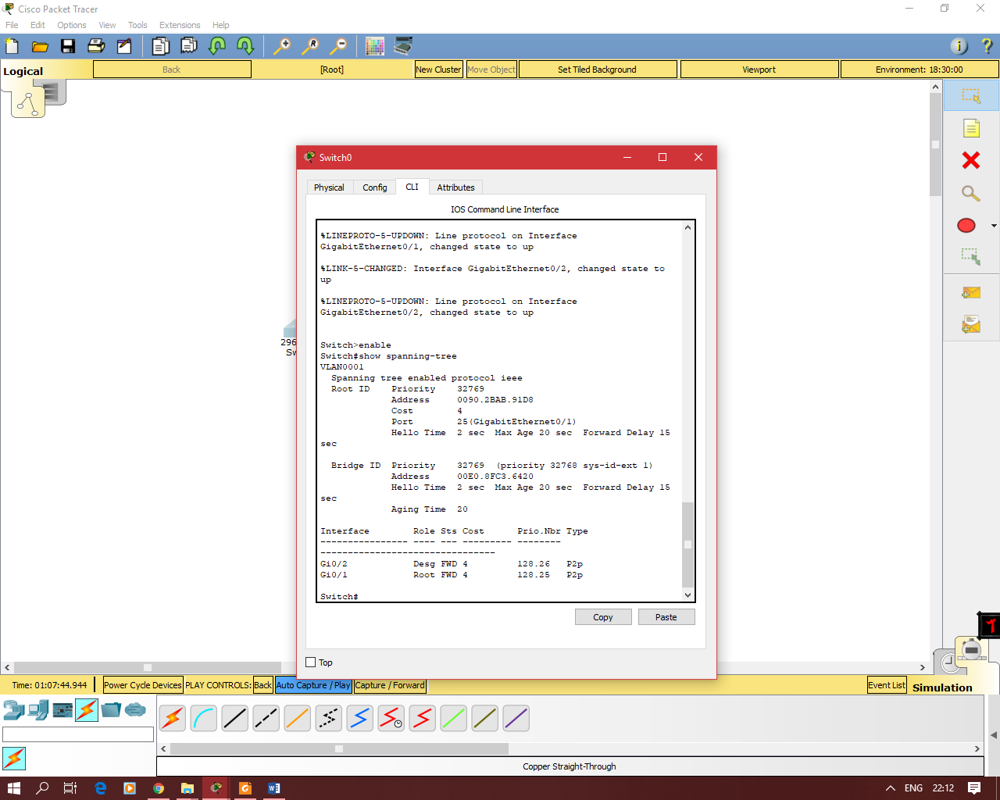 Cisco Packet Tracer
File Edit Options View Tools Extensions Help
R
i ?
Logical Back [Root] New Cluster Move Object Set Tiled Background Viewport Environment: 18:30:00
296
Sw
Switch0
Physical Config CLI Attributes
IOS Command Line Interface
%LINEPROTO-5-UPDOWN: Line protocol on Interface
GigabitEthernet0/1, changed state to up
%LINK-5-CHANGED: Interface GigabitEthernet0/2, changed state to
up
%LINEPROTO-5-UPDOWN: Line protocol on Interface
GigabitEthernet0/2, changed state to up
Switch>enable
Switch#show spanning-tree
VLAN0001
Spanning tree enabled protocol ieee
Root ID Priority 32769
Address 0090.2BAB.91D8
Cost 4
Port 25(GigabitEthernet0/1)
Hello Time 2 sec Max Age 20 sec Forward Delay 15
sec
Bridge ID Priority 32769 (priority 32768 sys-id-ext 1)
Address 00E0.8FC3.6420
Hello Time 2 sec Max Age 20 sec Forward Delay 15
sec
Aging Time 20
Interface Role Sts Cost Prio.Nbr Type
---------------- ---- --- --------- --------
--------------------------------
Gi0/2 Desg FWD 4 128.26 P2p
Gi0/1 Root FWD 4 128.25 P2p
Switch#
Copy Paste
Top
Time: 01:07:44.944 Power Cycle Devices PLAY CONTROLS: Back Auto Capture / Play Capture / Forward Event List Simulation
Copper Straight-Through
ENG 22:12